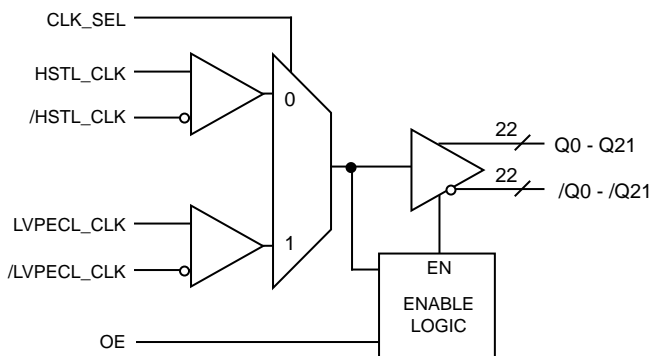 CLK_SEL
HSTL_CLK
/HSTL_CLK
0
22
Q0 - Q21
22
/Q0 - /Q21
LVPECL_CLK
/LVPECL_CLK
1
EN
ENABLE
LOGIC
OE